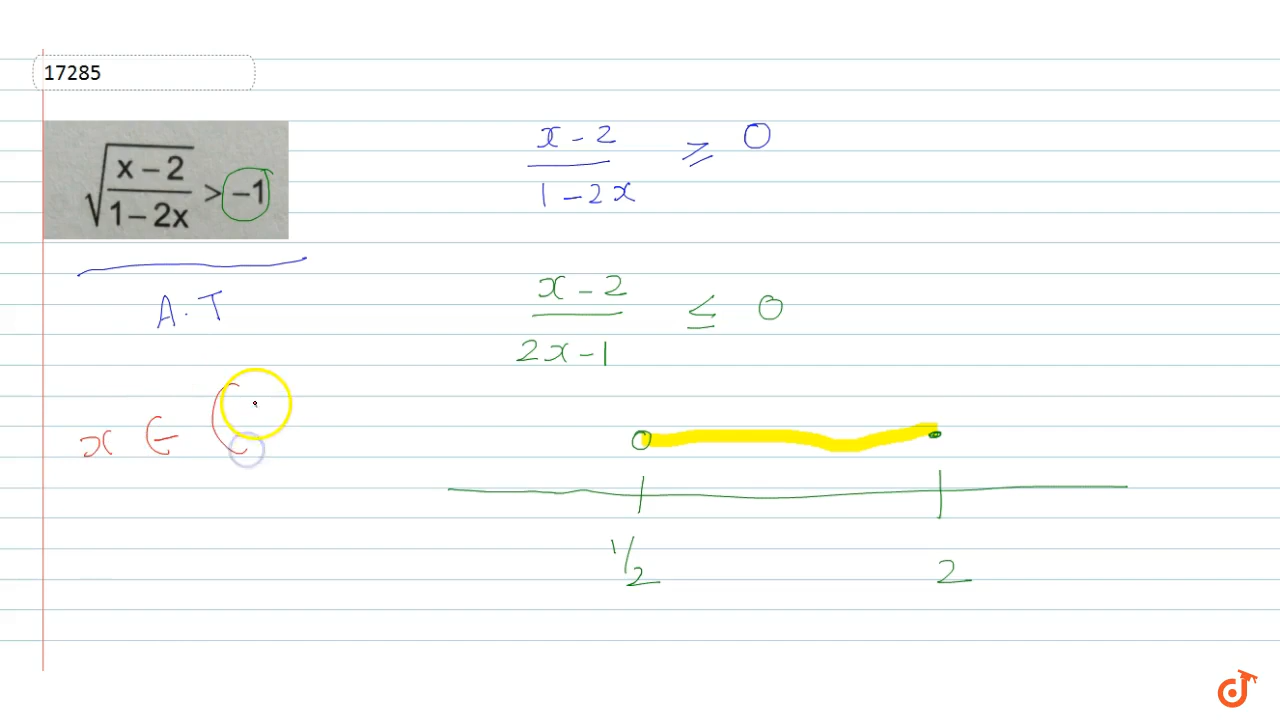 17285
√((x – 2)/(1 – 2x)) > –1
(x - 2)/(1 - 2x) ≥ 0
A.T
(x - 2)/(2x - 1) ≤ 0
x ∈ (
1/2 2